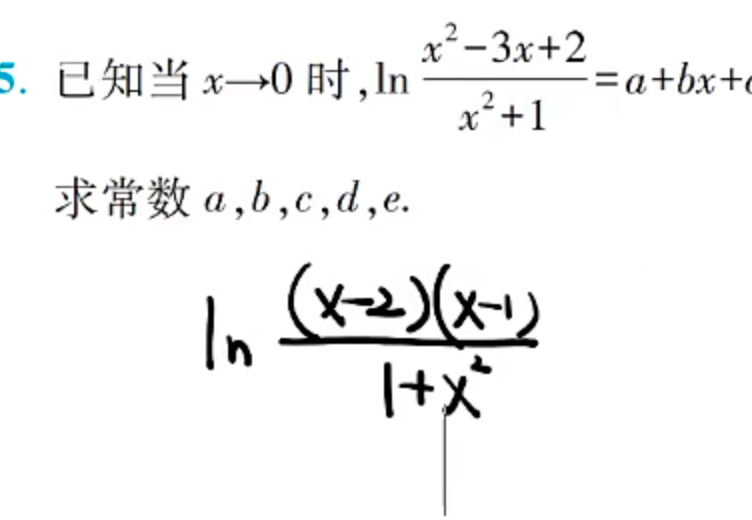 5. 已知当 x→0 时,ln (x²-3x+2)/(x²+1) =a+bx+
求常数 a,b,c,d,e.
ln (x-2)(x-1)/(1+x²)